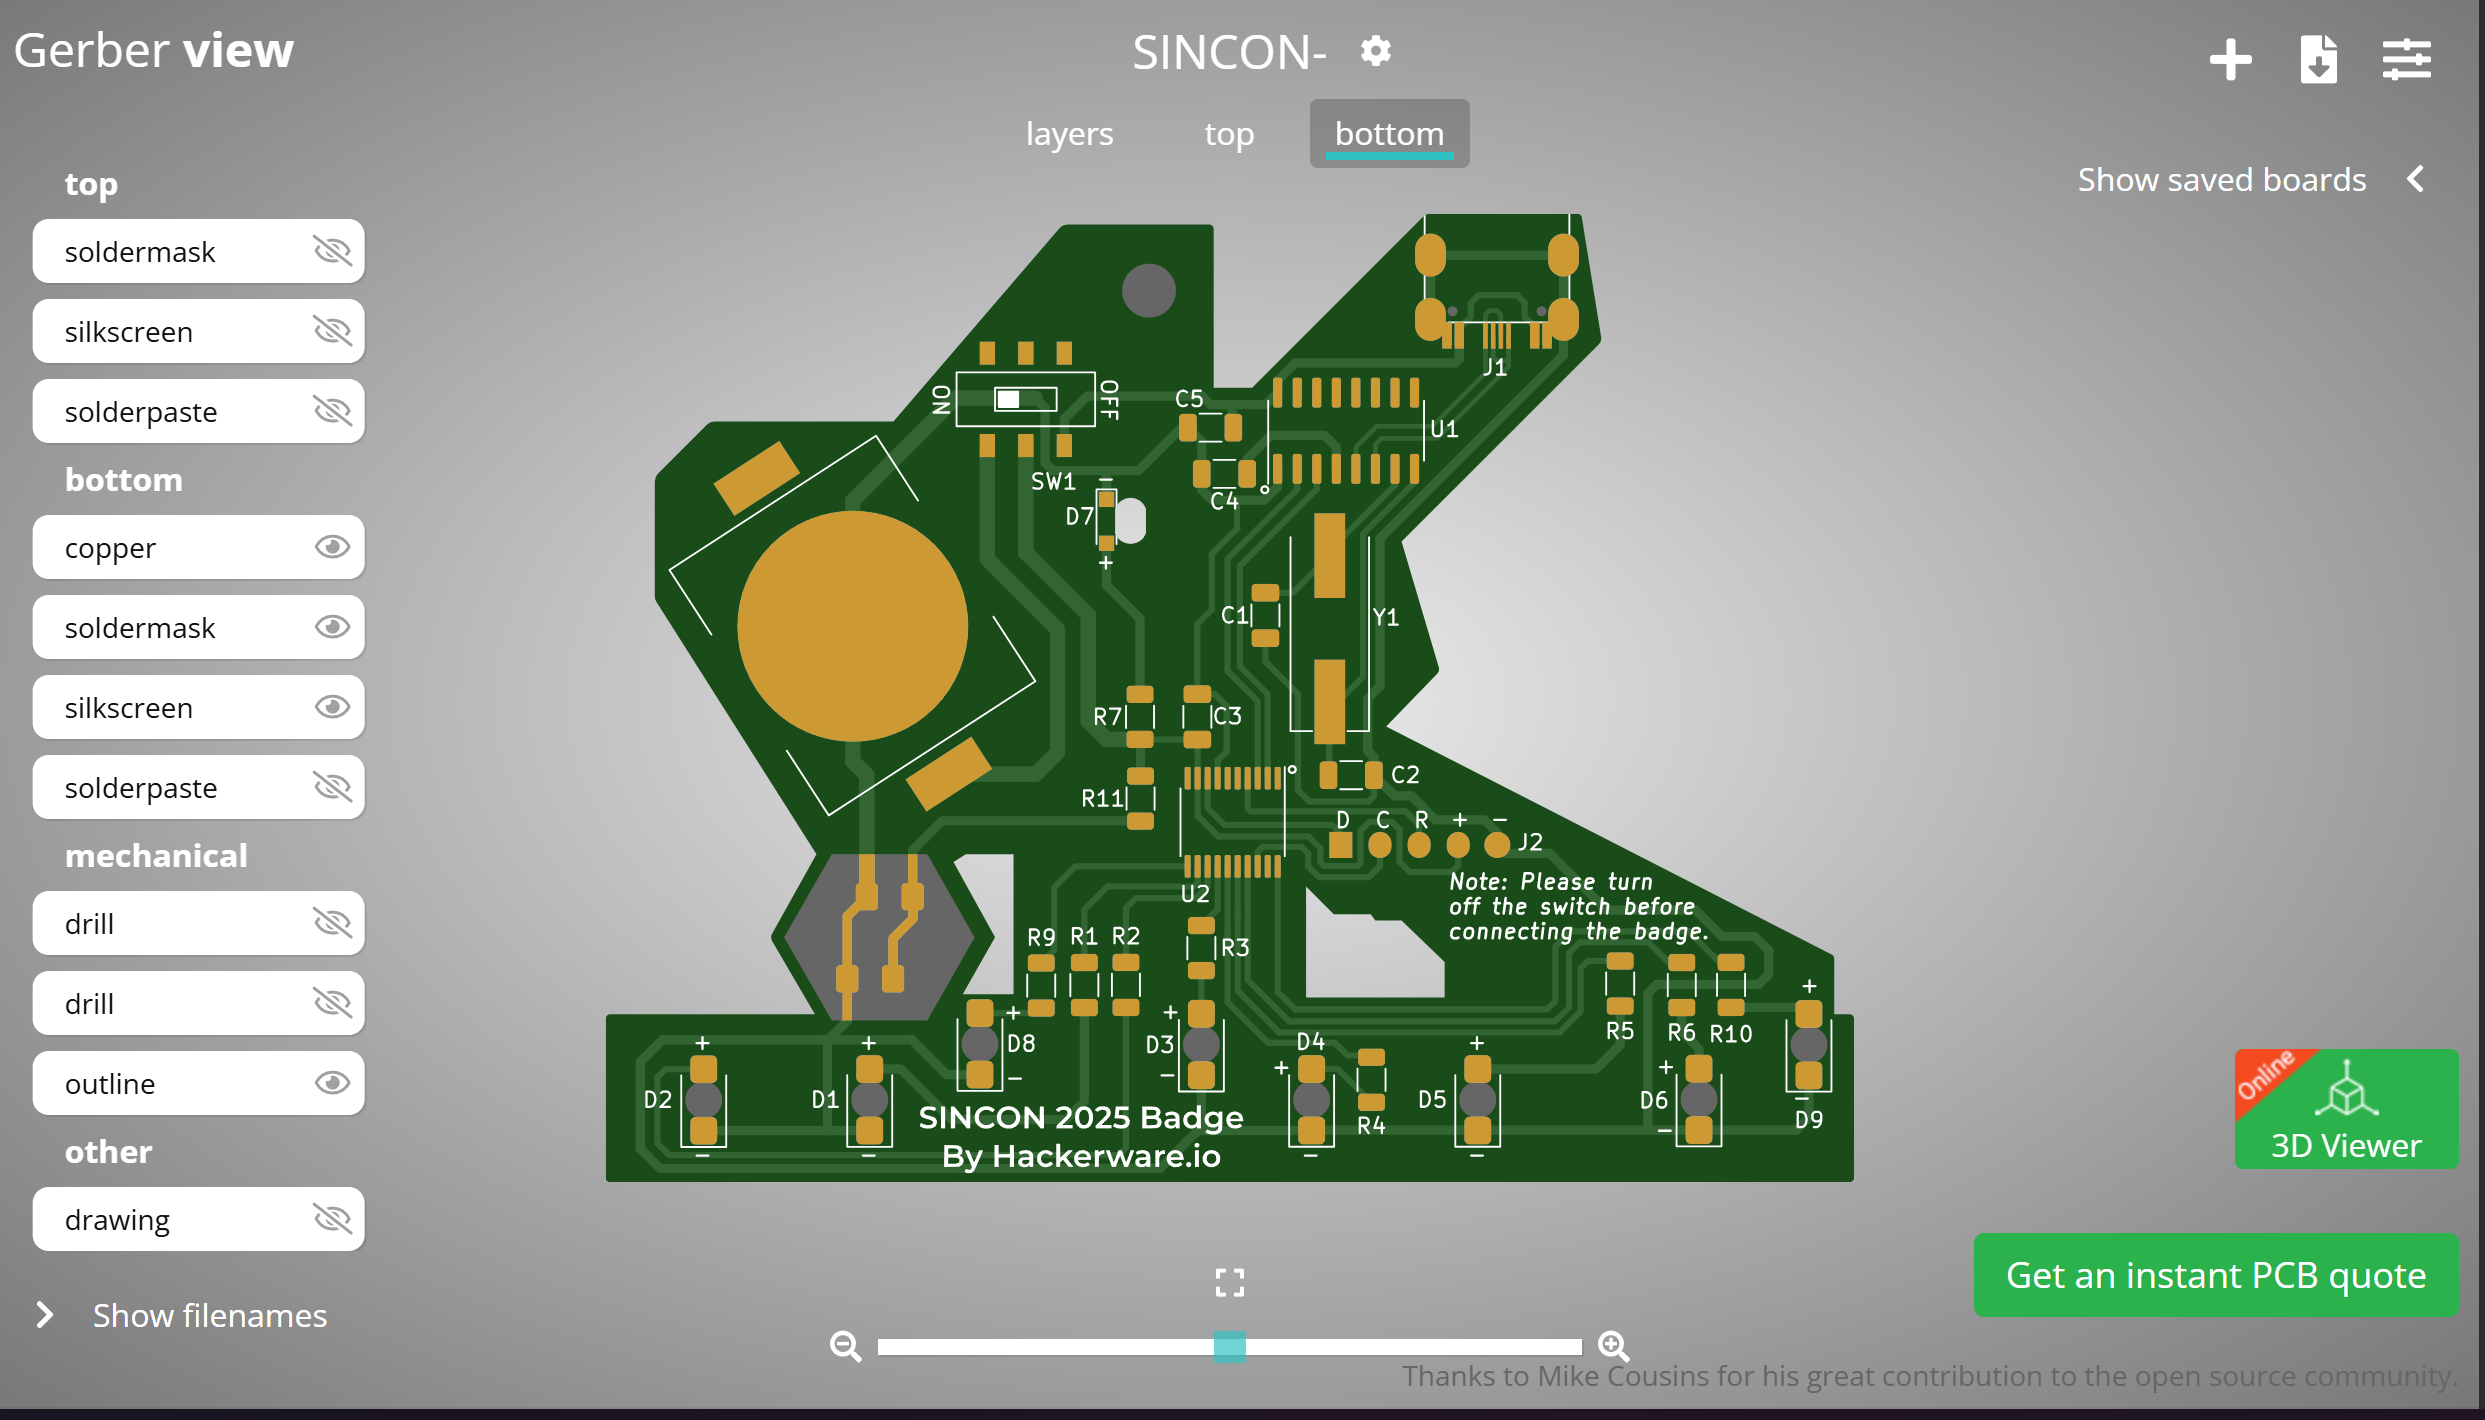 Gerber view
SINCON-
layers
top
bottom
Show saved boards
top
soldermask
silkscreen
solderpaste
bottom
copper
soldermask
silkscreen
solderpaste
mechanical
drill
drill
outline
other
drawing
Show filenames
J1
ON
OFF
C5
U1
SW1
−
C4
D7
+
C1
Y1
R7
C3
R11
C2
D C R + −
J2
U2
Note: Please turn
off the switch before
connecting the badge.
R9 R1 R2
R3
+
D8
−
+
D3
−
R5 R6 R10
+
D9
−
+
D2
−
+
D1
−
D4
+
−
R4
+
D5
−
+
D6
−
SINCON 2025 Badge
By Hackerware.io
Online
3D Viewer
Get an instant PCB quote
Thanks to Mike Cousins for his great contribution to the open source community.